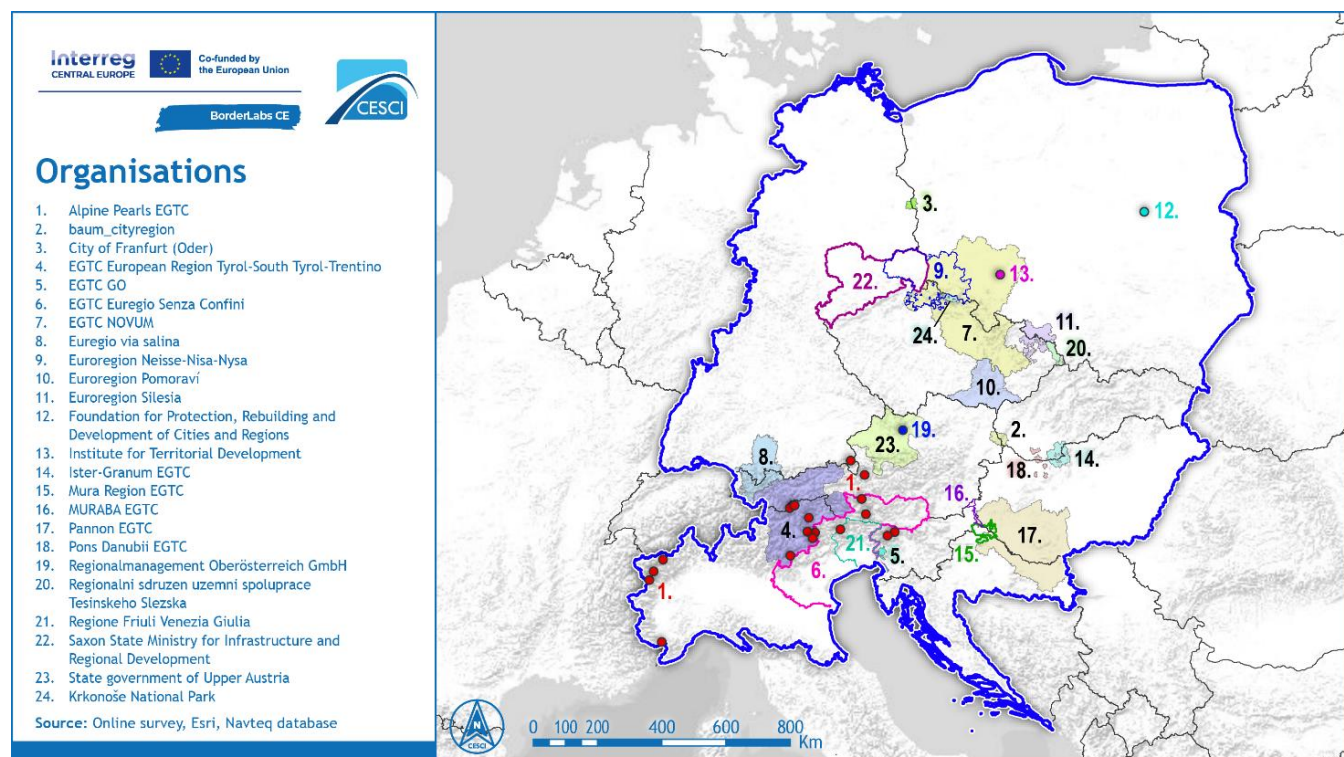 Interreg
CENTRAL EUROPE
Co-funded by
the European Union
BorderLabs CE
CESCI
Organisations
1. Alpine Pearls EGTC
2. baum_cityregion
3. City of Franfurt (Oder)
4. EGTC European Region Tyrol-South Tyrol-Trentino
5. EGTC GO
6. EGTC Euregio Senza Confini
7. EGTC NOVUM
8. Euregio via salina
9. Euroregion Neisse-Nisa-Nysa
10. Euroregion Pomoraví
11. Euroregion Silesia
12. Foundation for Protection, Rebuilding and
Development of Cities and Regions
13. Institute for Territorial Development
14. Ister-Granum EGTC
15. Mura Region EGTC
16. MURABA EGTC
17. Pannon EGTC
18. Pons Danubii EGTC
19. Regionalmanagement Oberösterreich GmbH
20. Regionalni sdruzen uzemni spoluprace
Tesinskeho Slezska
21. Regione Friuli Venezia Giulia
22. Saxon State Ministry for Infrastructure and
Regional Development
23. State government of Upper Austria
24. Krkonoše National Park
Source: Online survey, Esri, Navteq database
3.
12.
9.
13.
22.
24.
7.
11.
20.
10.
19.
2.
23.
14.
8.
18.
1.
16.
4.
21.
17.
5.
15.
6.
1.
N
CESCI
0 100 200 400 600 800
Km